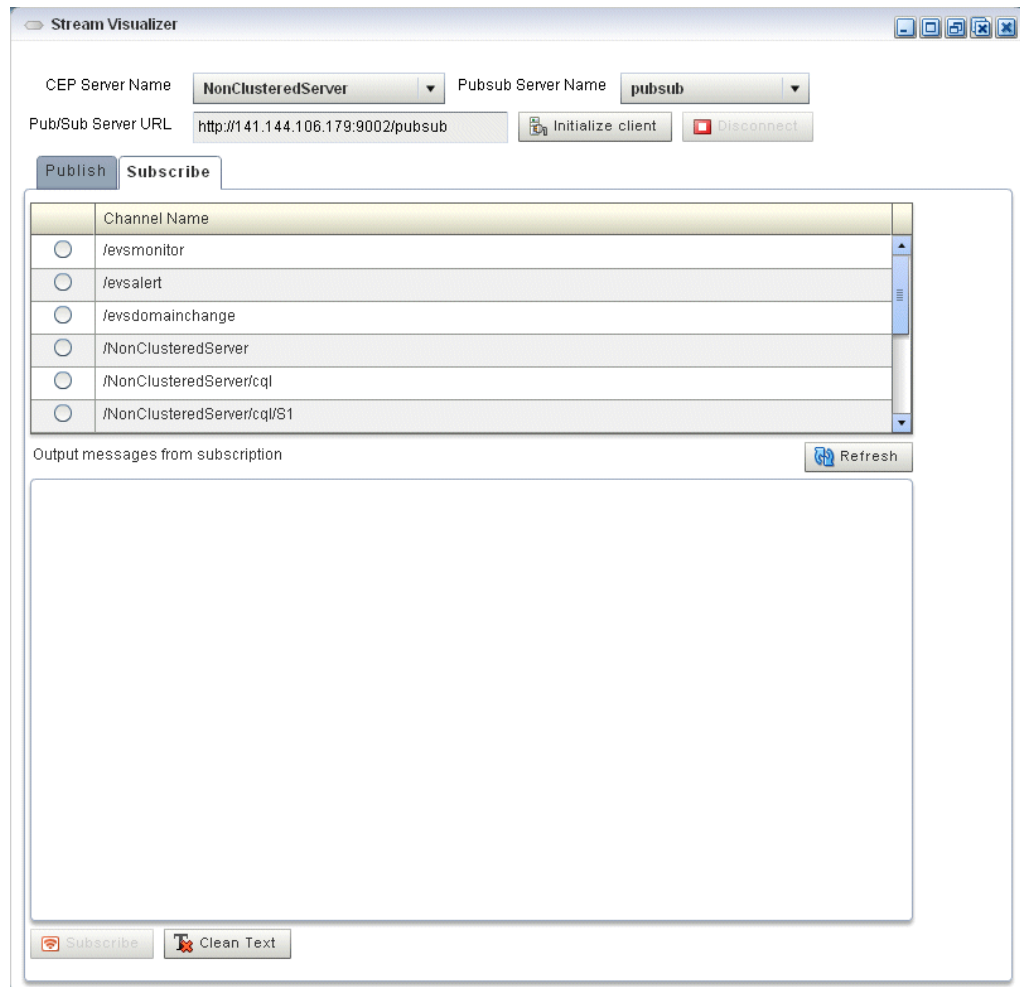 Stream Visualizer
CEP Server Name NonClusteredServer Pubsub Server Name pubsub
Pub/Sub Server URL http://141.144.106.179:9002/pubsub Initialize client Disconnect
Publish Subscribe
Channel Name
/evsmonitor
/evsalert
/evsdomainchange
/NonClusteredServer
/NonClusteredServer/cql
/NonClusteredServer/cql/S1
Output messages from subscription Refresh
Subscribe Clean Text